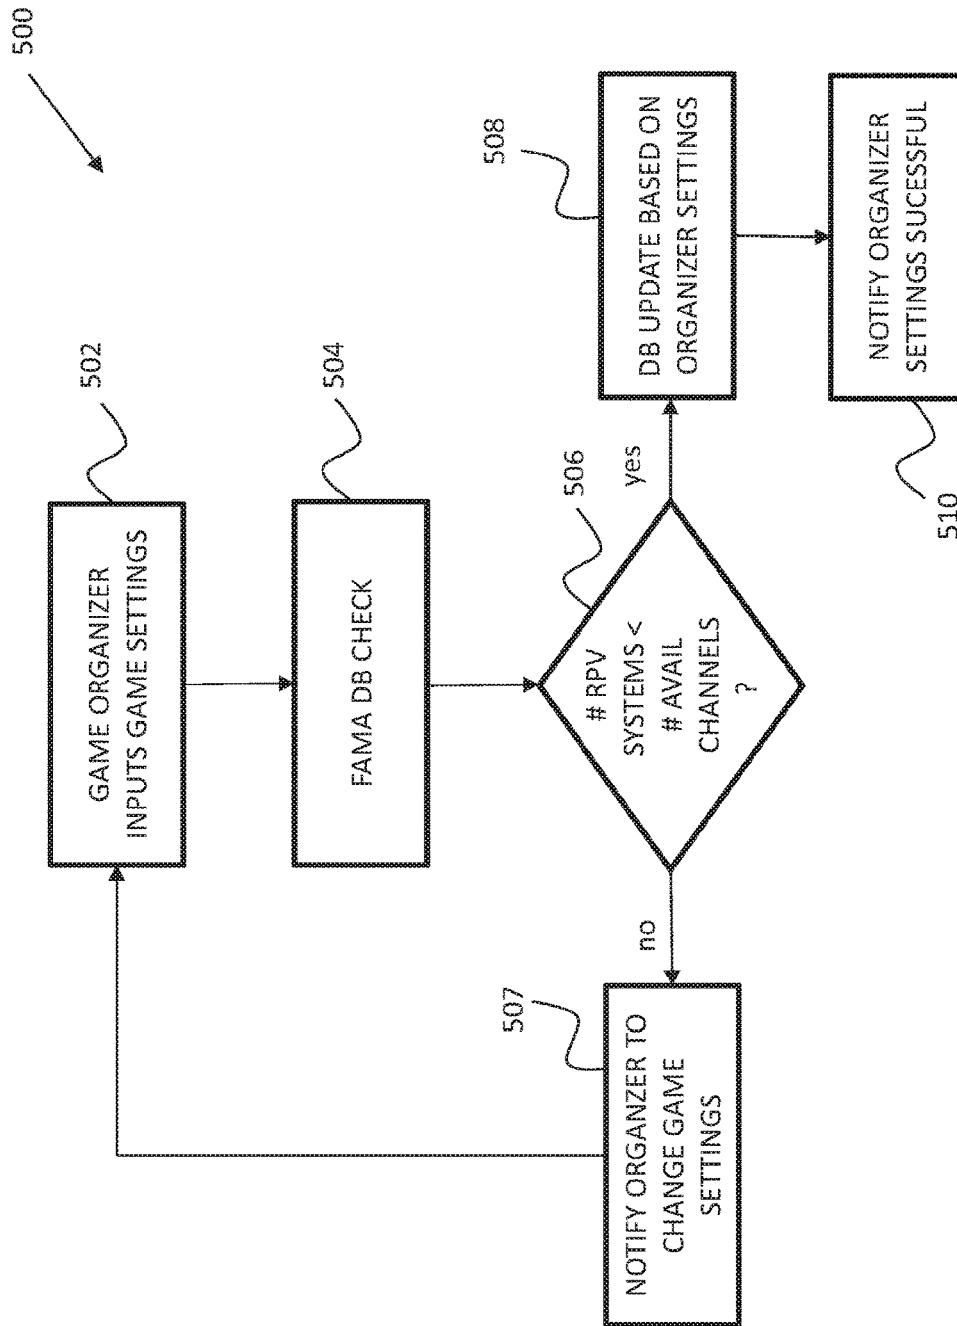 500
GAME ORGANIZER
INPUTS GAME SETTINGS
502
FAMA DB CHECK
504
# RPV
SYSTEMS <
# AVAIL
CHANNELS
?
506
no
yes
NOTIFY ORGANZER TO
CHANGE GAME
SETTINGS
507
DB UPDATE BASED ON
ORGANIZER SETTINGS
508
NOTIFY ORGANIZER
SETTINGS SUCESSFUL
510